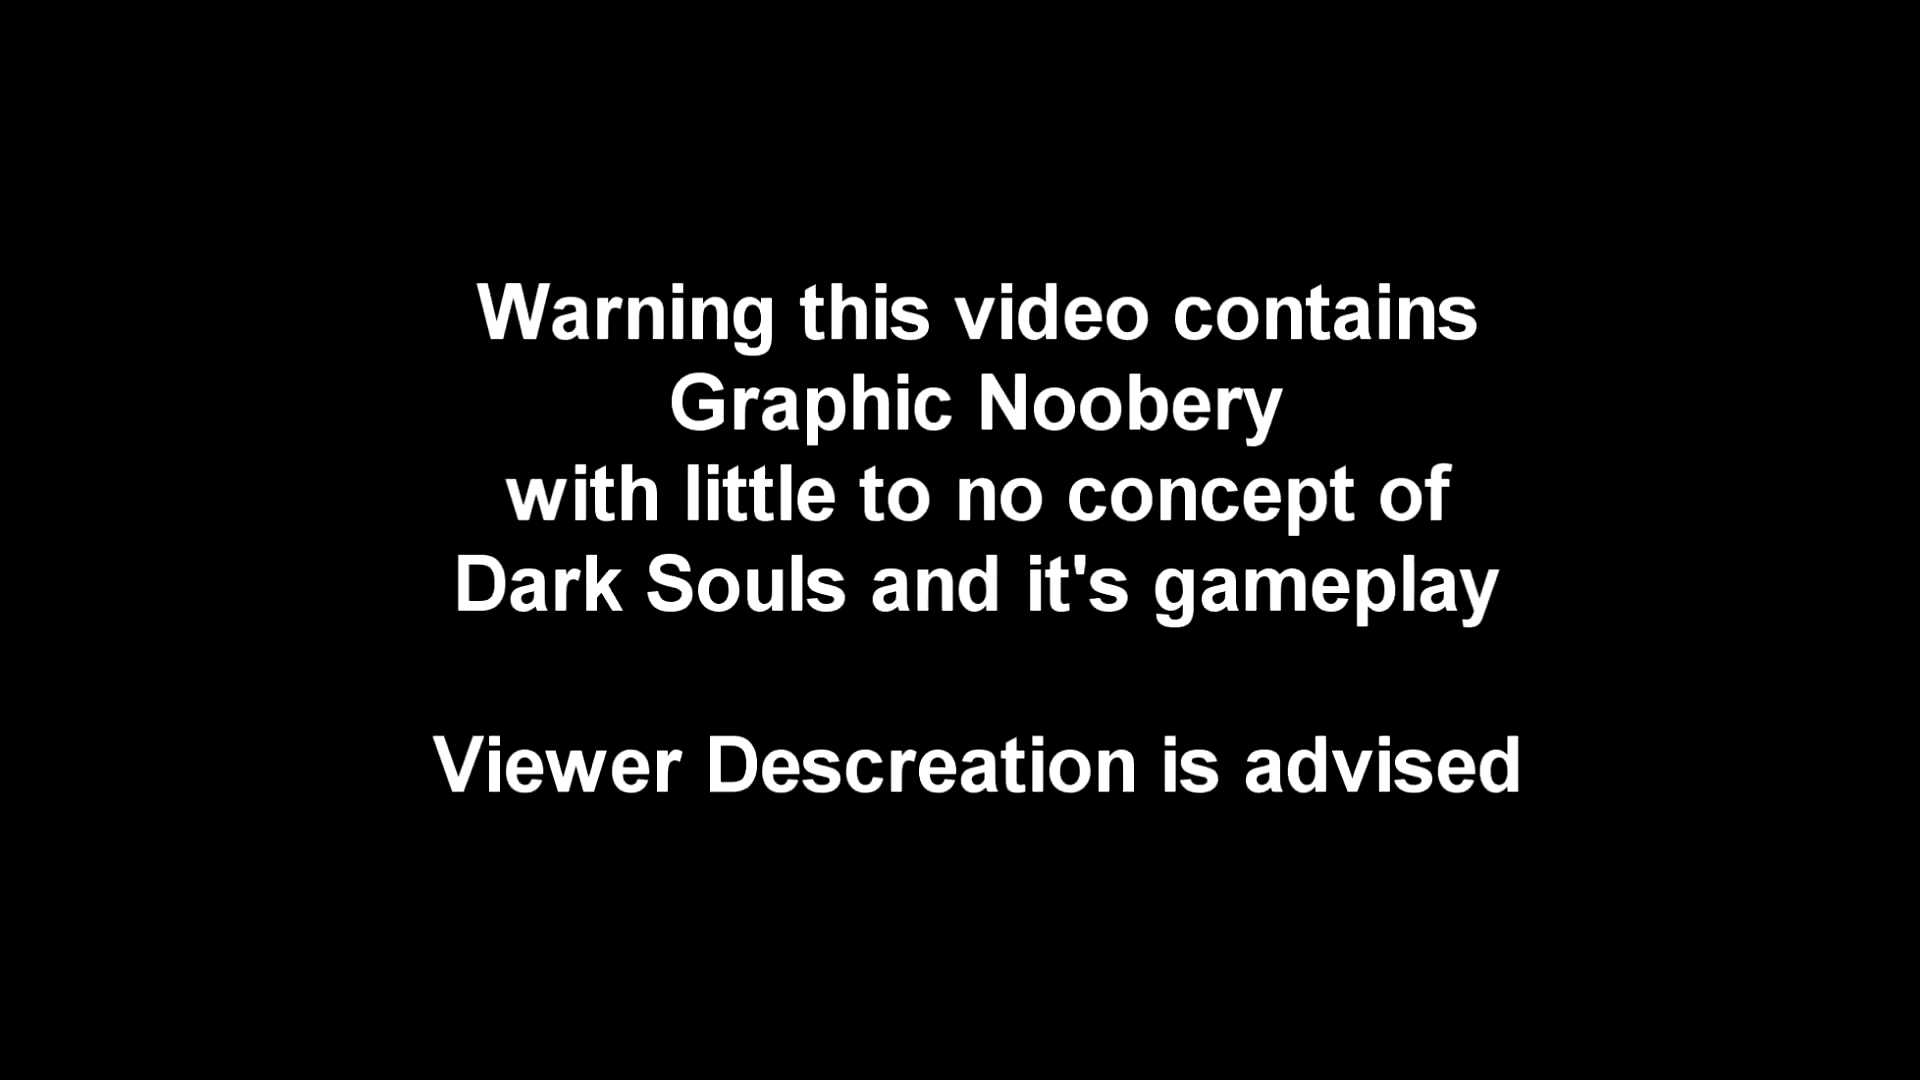 Warning this video contains
Graphic Noobery
with little to no concept of
Dark Souls and it's gameplay
Viewer Descreation is advised